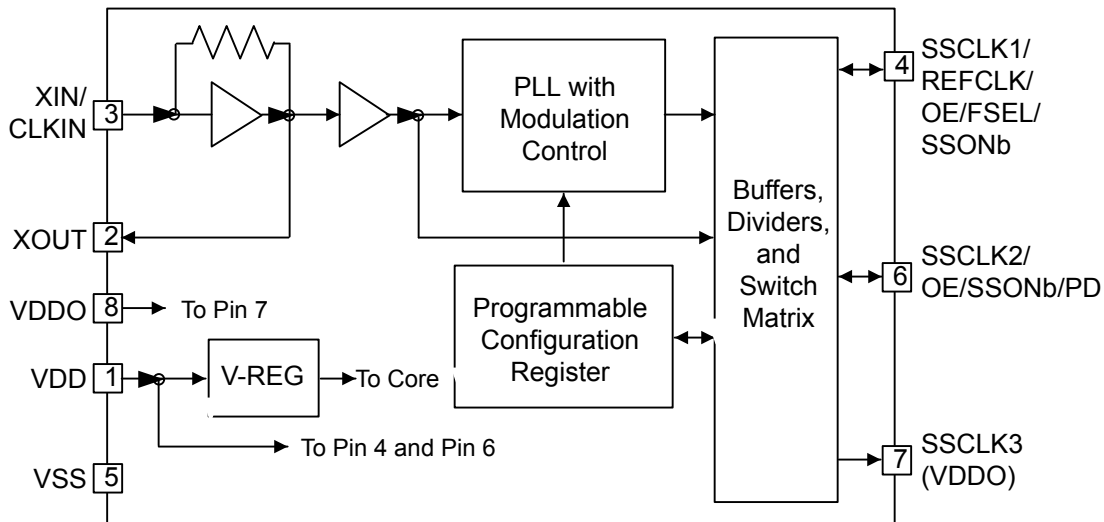 XIN/
CLKIN
3
XOUT
2
VDDO
8
To Pin 7
VDD
1
V-REG
To Core
To Pin 4 and Pin 6
VSS
5
PLL with
Modulation
Control
Programmable
Configuration
Register
Buffers,
Dividers,
and
Switch
Matrix
4
SSCLK1/
REFCLK/
OE/FSEL/
SSONb
6
SSCLK2/
OE/SSONb/PD
7
SSCLK3
(VDDO)